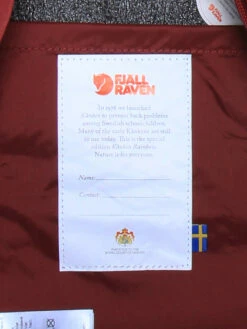 FJALL
RAVEN
In 1978 we launched
Kånken to prevent back problems
among Swedish school children.
Many of the early Kånkens are still
in use today. This is the special
edition Kånken Rainbow.
Nature is for everyone.
Name:
Contact: